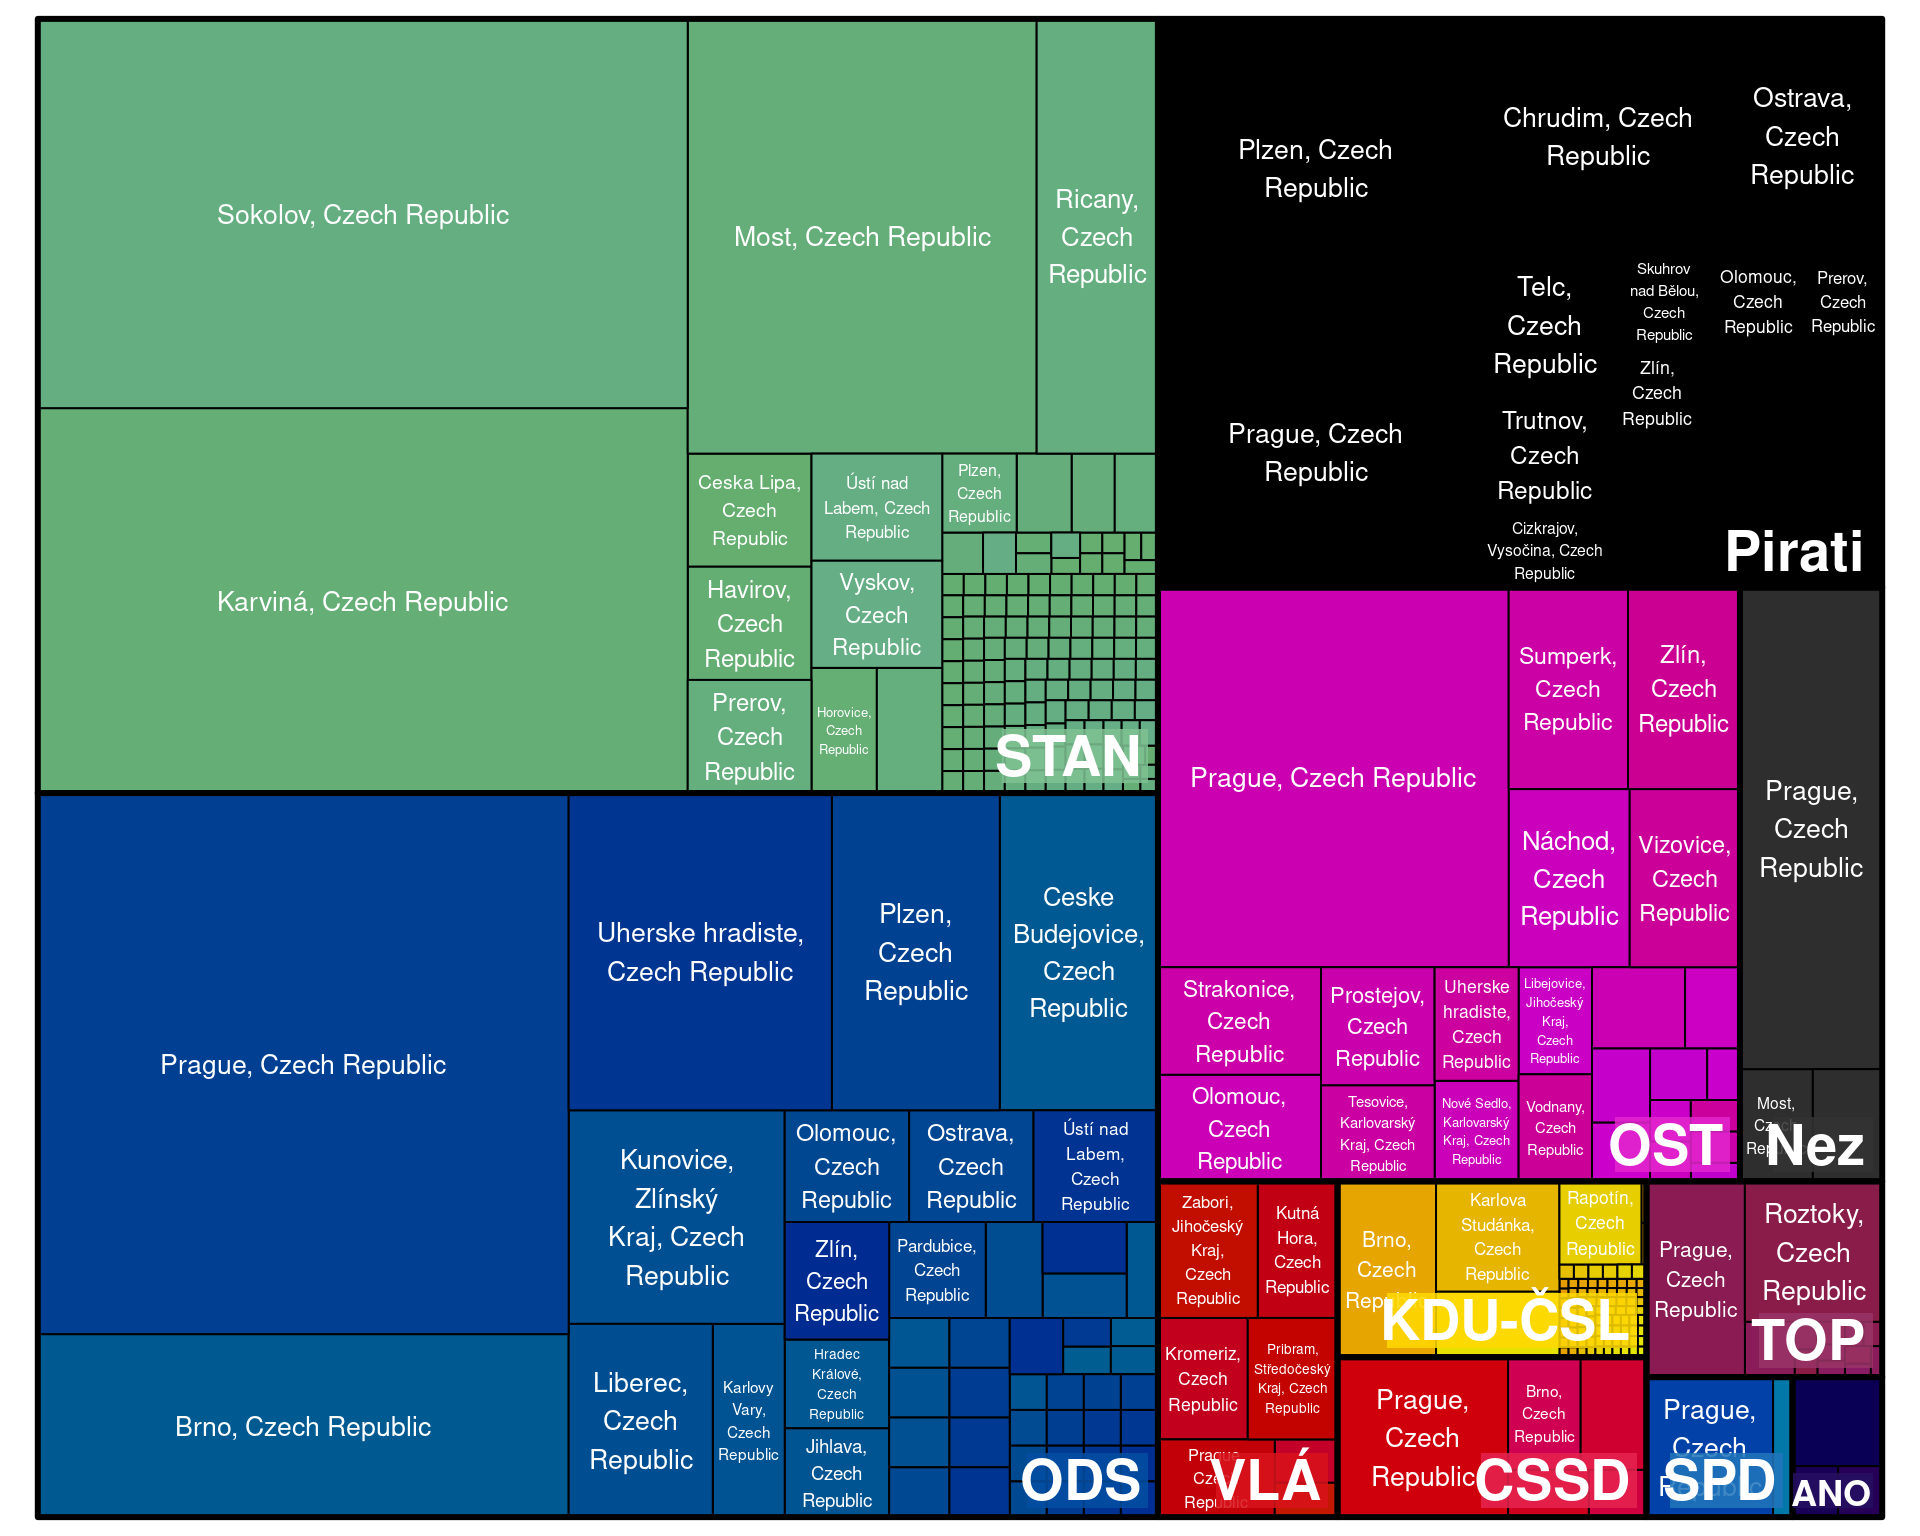 Sokolov, Czech Republic
Karviná, Czech Republic
Most, Czech Republic
Ricany,
Czech
Republic
Ceska Lipa,
Czech
Republic
Havirov,
Czech
Republic
Prerov,
Czech
Republic
Ústí nad
Labem, Czech
Republic
Vyskov,
Czech
Republic
Horovice,
Czech
Republic
Plzen,
Czech
Republic
STAN
Plzen, Czech
Republic
Prague, Czech
Republic
Chrudim, Czech
Republic
Ostrava,
Czech
Republic
Telc,
Czech
Republic
Trutnov,
Czech
Republic
Cizkrajov,
Vysočina, Czech
Republic
Skuhrov
nad Bělou,
Czech
Republic
Zlín,
Czech
Republic
Olomouc,
Czech
Republic
Prerov,
Czech
Republic
Pirati
Prague, Czech Republic
Brno, Czech Republic
Uherske hradiste,
Czech Republic
Plzen,
Czech
Republic
Ceske
Budejovice,
Czech
Republic
Kunovice,
Zlínský
Kraj, Czech
Republic
Liberec,
Czech
Republic
Karlovy
Vary,
Czech
Republic
Olomouc,
Czech
Republic
Ostrava,
Czech
Republic
Ústí nad
Labem,
Czech
Republic
Zlín,
Czech
Republic
Pardubice,
Czech
Republic
Hradec
Králové,
Czech
Republic
Jihlava,
Czech
Republic
ODS
Prague, Czech Republic
Sumperk,
Czech
Republic
Zlín,
Czech
Republic
Náchod,
Czech
Republic
Vizovice,
Czech
Republic
Strakonice,
Czech
Republic
Olomouc,
Czech
Republic
Prostejov,
Czech
Republic
Tesovice,
Karlovarský
Kraj, Czech
Republic
Uherske
hradiste,
Czech
Republic
Nové Sedlo,
Karlovarský
Kraj, Czech
Republic
Libejovice,
Jihočeský
Kraj,
Czech
Republic
Vodnany,
Czech
Republic
OST
Prague,
Czech
Republic
Most,
Czech
Republic
Nez
Zabori,
Jihočeský
Kraj,
Czech
Republic
Kutná
Hora,
Czech
Republic
Kromeriz,
Czech
Republic
Pribram,
Středočeský
Kraj, Czech
Republic
Prague,
Czech
Republic
VLÁ
Brno,
Czech
Republic
Karlova
Studánka,
Czech
Republic
Rapotín,
Czech
Republic
KDU-ČSL
Prague,
Czech
Republic
Brno,
Czech
Republic
CSSD
Prague,
Czech
Republic
Roztoky,
Czech
Republic
TOP
Prague,
Czech
Republic
SPD
ANO